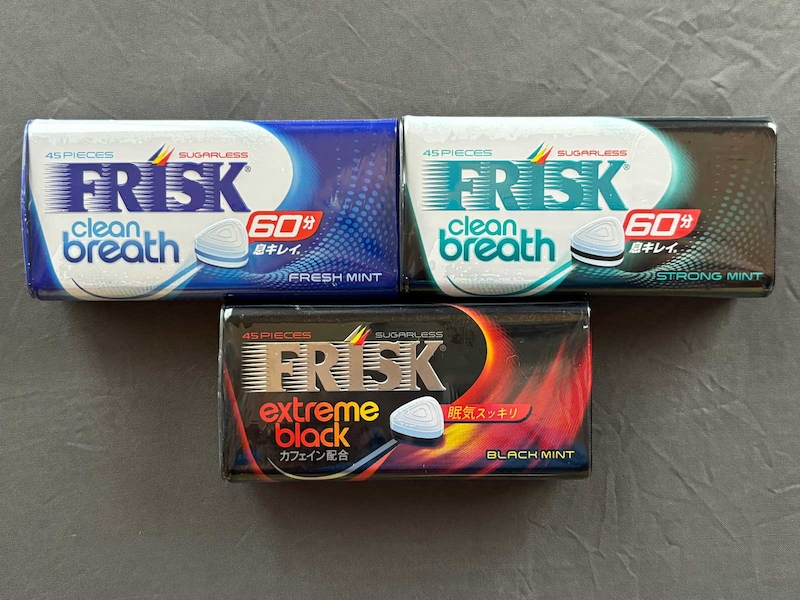 45 PIECES SUGARLESS
FRISK®
clean
breath
60分
息キレイ。
FRESH MINT
45 PIECES SUGARLESS
FRISK®
clean
breath
60分
息キレイ。
STRONG MINT
45 PIECES SUGARLESS
FRISK®
extreme
black
カフェイン配合
眠気スッキリ
BLACK MINT